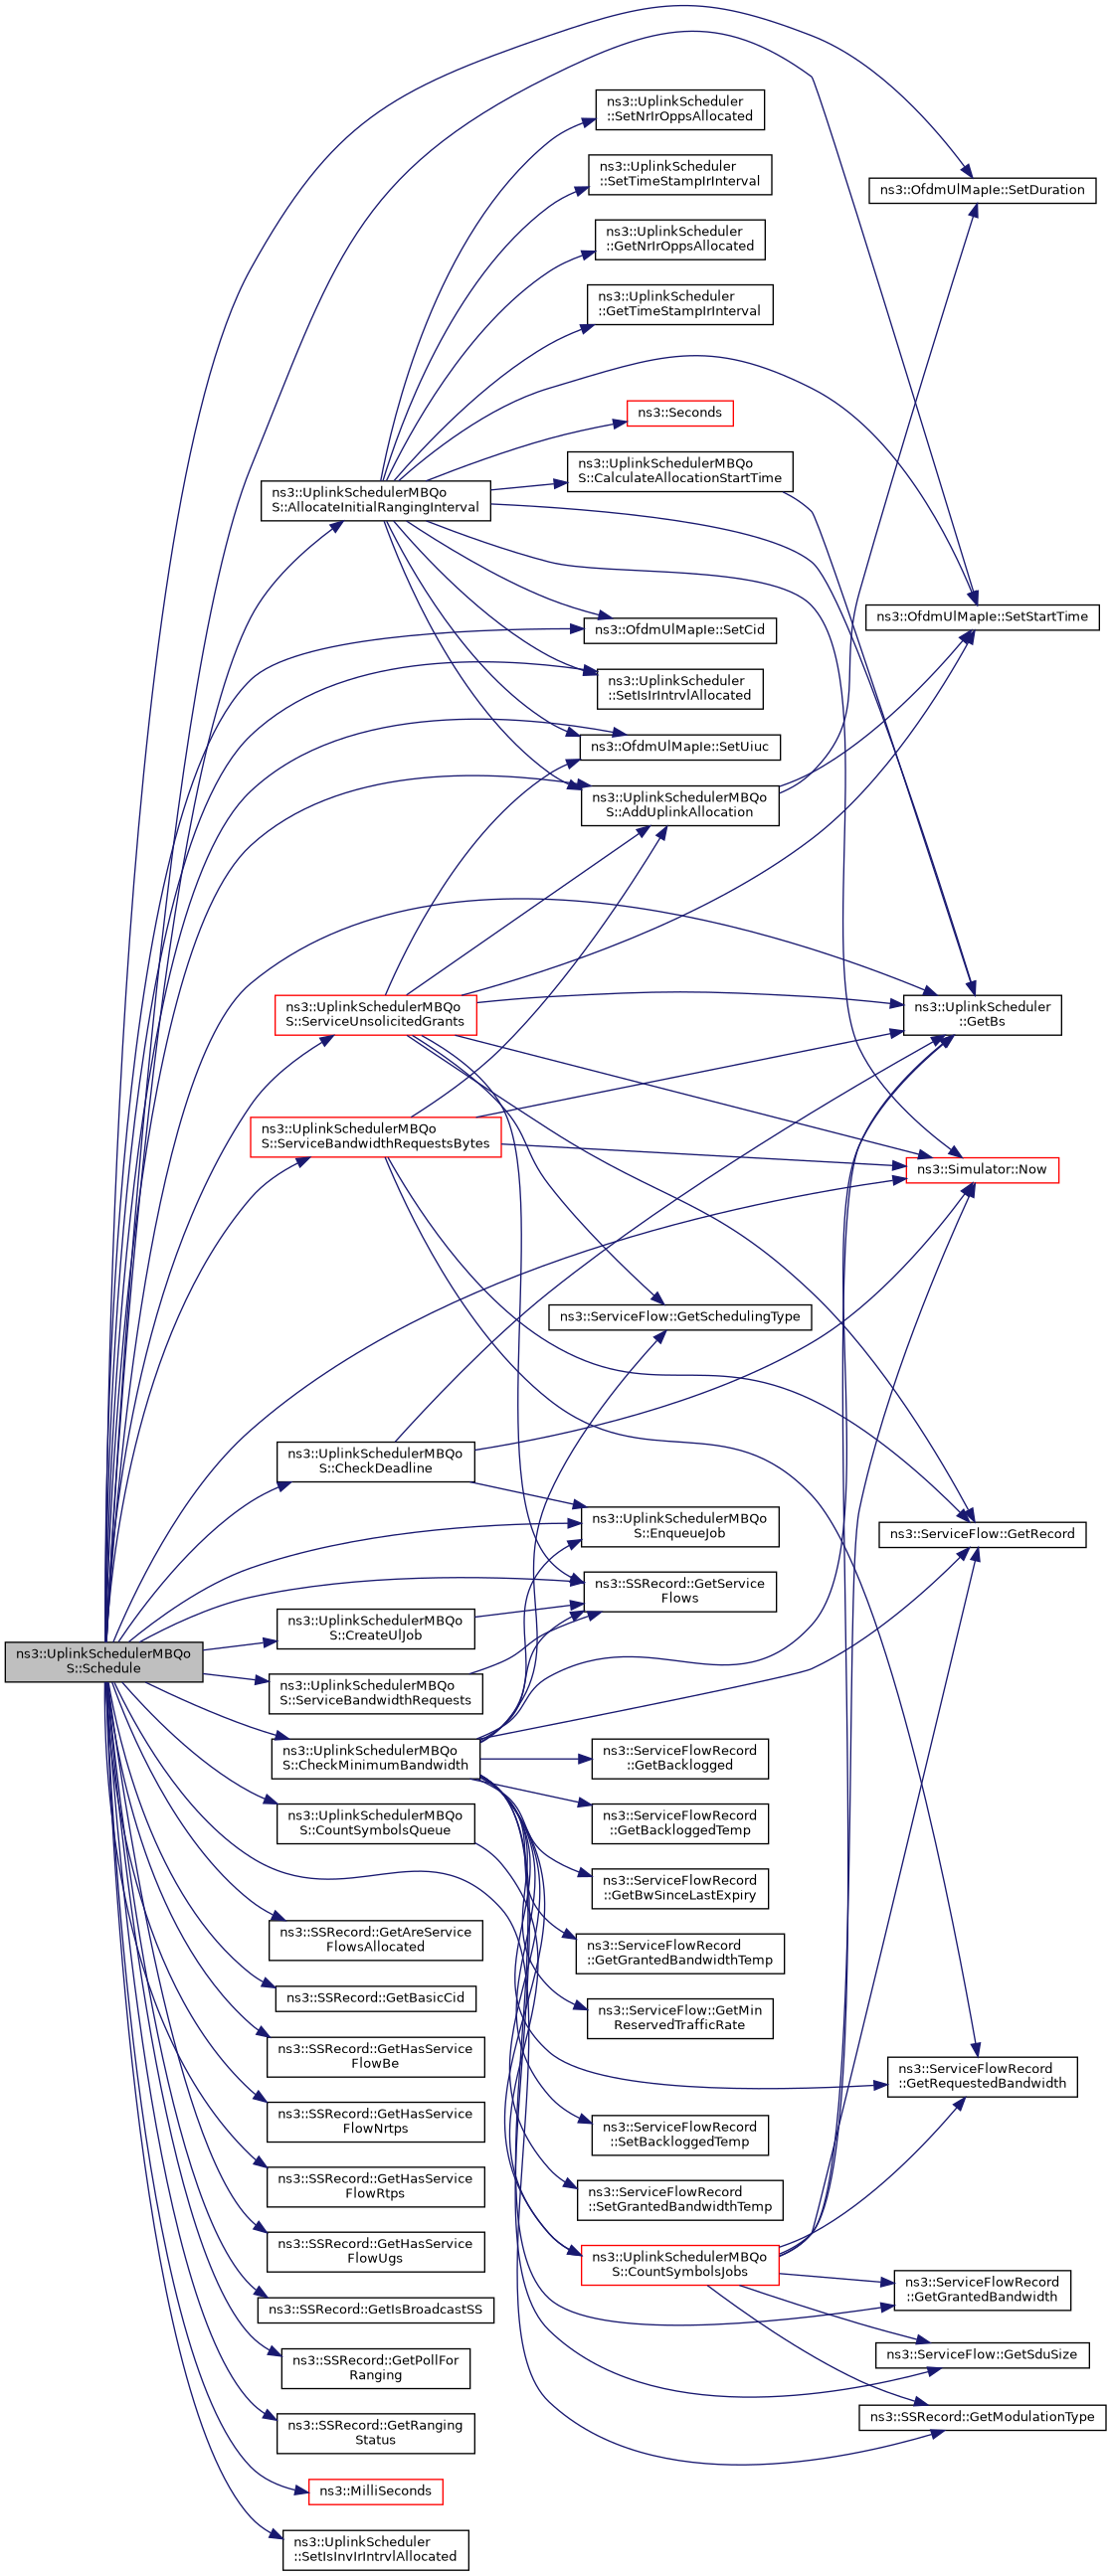 ns3::UplinkScheduler
::SetNrIrOppsAllocated
ns3::UplinkScheduler
::SetTimeStampIrInterval
ns3::OfdmUlMapIe::SetDuration
ns3::UplinkScheduler
::GetNrIrOppsAllocated
ns3::UplinkScheduler
::GetTimeStampIrInterval
ns3::Seconds
ns3::UplinkSchedulerMBQo
S::CalculateAllocationStartTime
ns3::UplinkSchedulerMBQo
S::AllocateInitialRangingInterval
ns3::OfdmUlMapIe::SetStartTime
ns3::OfdmUlMapIe::SetCid
ns3::UplinkScheduler
::SetIsIrIntrvlAllocated
ns3::OfdmUlMapIe::SetUiuc
ns3::UplinkSchedulerMBQo
S::AddUplinkAllocation
ns3::UplinkSchedulerMBQo
S::ServiceUnsolicitedGrants
ns3::UplinkScheduler
::GetBs
ns3::UplinkSchedulerMBQo
S::ServiceBandwidthRequestsBytes
ns3::Simulator::Now
ns3::ServiceFlow::GetSchedulingType
ns3::UplinkSchedulerMBQo
S::CheckDeadline
ns3::UplinkSchedulerMBQo
S::EnqueueJob
ns3::ServiceFlow::GetRecord
ns3::SSRecord::GetService
Flows
ns3::UplinkSchedulerMBQo
S::CreateUlJob
ns3::UplinkSchedulerMBQo
S::Schedule
ns3::UplinkSchedulerMBQo
S::ServiceBandwidthRequests
ns3::UplinkSchedulerMBQo
S::CheckMinimumBandwidth
ns3::ServiceFlowRecord
::GetBacklogged
ns3::UplinkSchedulerMBQo
S::CountSymbolsQueue
ns3::ServiceFlowRecord
::GetBackloggedTemp
ns3::ServiceFlowRecord
::GetBwSinceLastExpiry
ns3::SSRecord::GetAreService
FlowsAllocated
ns3::ServiceFlowRecord
::GetGrantedBandwidthTemp
ns3::SSRecord::GetBasicCid
ns3::ServiceFlow::GetMin
ReservedTrafficRate
ns3::SSRecord::GetHasService
FlowBe
ns3::ServiceFlowRecord
::GetRequestedBandwidth
ns3::SSRecord::GetHasService
FlowNrtps
ns3::ServiceFlowRecord
::SetBackloggedTemp
ns3::SSRecord::GetHasService
FlowRtps
ns3::ServiceFlowRecord
::SetGrantedBandwidthTemp
ns3::SSRecord::GetHasService
FlowUgs
ns3::UplinkSchedulerMBQo
S::CountSymbolsJobs
ns3::ServiceFlowRecord
::GetGrantedBandwidth
ns3::SSRecord::GetIsBroadcastSS
ns3::ServiceFlow::GetSduSize
ns3::SSRecord::GetPollFor
Ranging
ns3::SSRecord::GetModulationType
ns3::SSRecord::GetRanging
Status
ns3::MilliSeconds
ns3::UplinkScheduler
::SetIsInvIrIntrvlAllocated